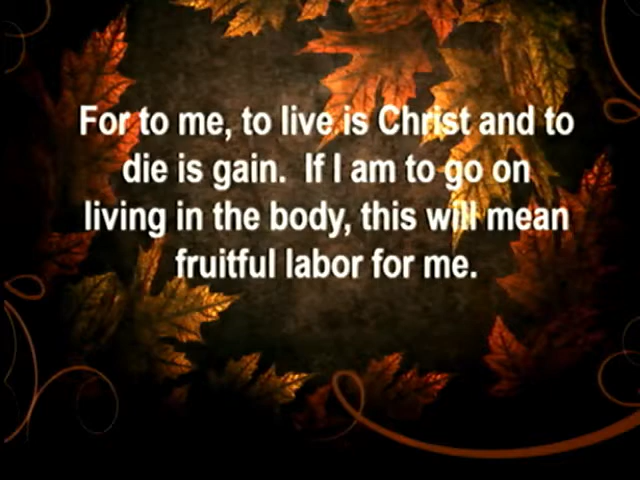 For to me, to live is Christ and to
die is gain.  If I am to go on
living in the body, this will mean
fruitful labor for me.